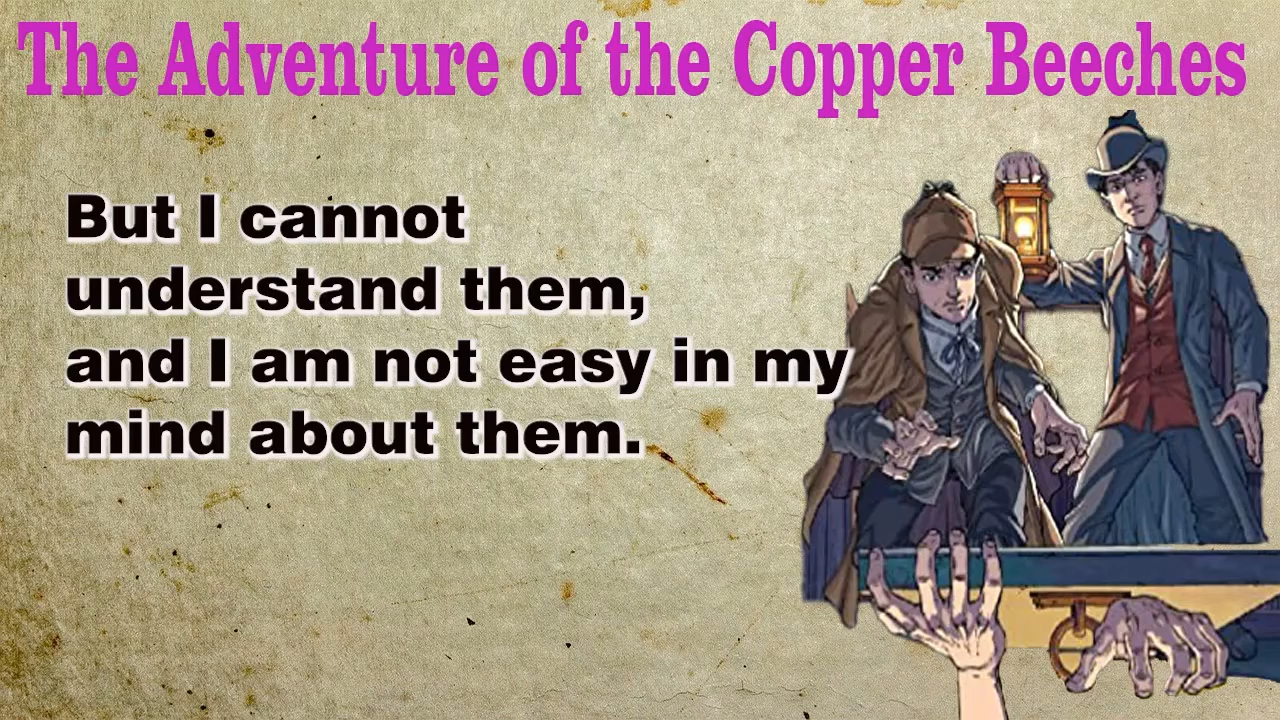 The Adventure of the Copper Beeches
But I cannot
understand them,
and I am not easy in my
mind about them.